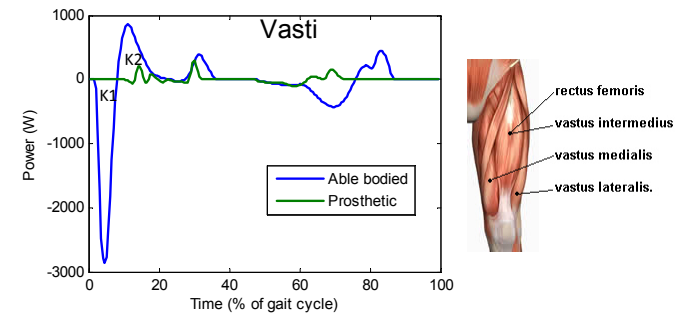 Vasti
1000
0
-1000
-2000
-3000
Power (W)
K1
K2
Able bodied
Prosthetic
0
20
40
60
80
100
Time (% of gait cycle)
rectus femoris
vastus intermedius
vastus medialis
vastus lateralis.